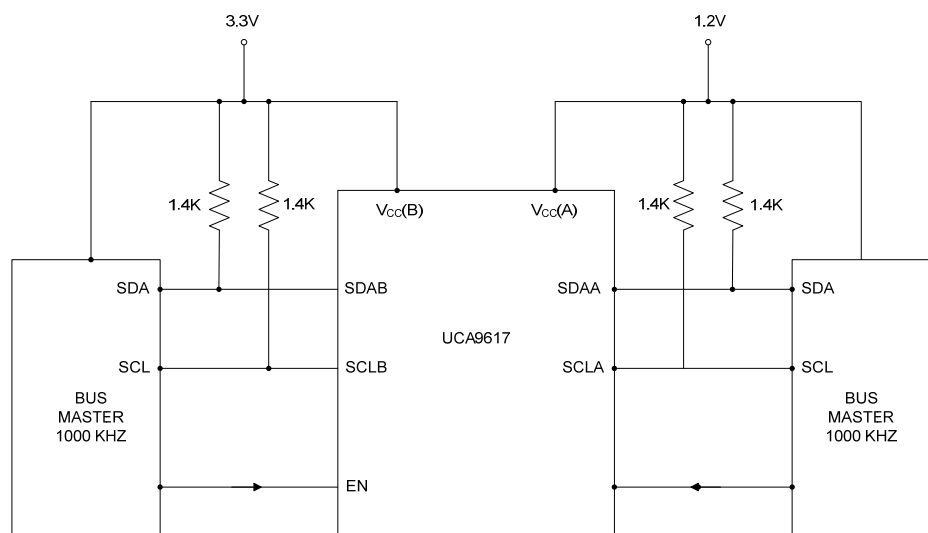 3.3V
1.2V
1.4K
1.4K
1.4K
1.4K
VCC(B)
VCC(A)
SDA
SDAB
SDAA
SDA
UCA9617
SCL
SCLB
SCLA
SCL
BUS
MASTER
1000 KHZ
BUS
MASTER
1000 KHZ
EN